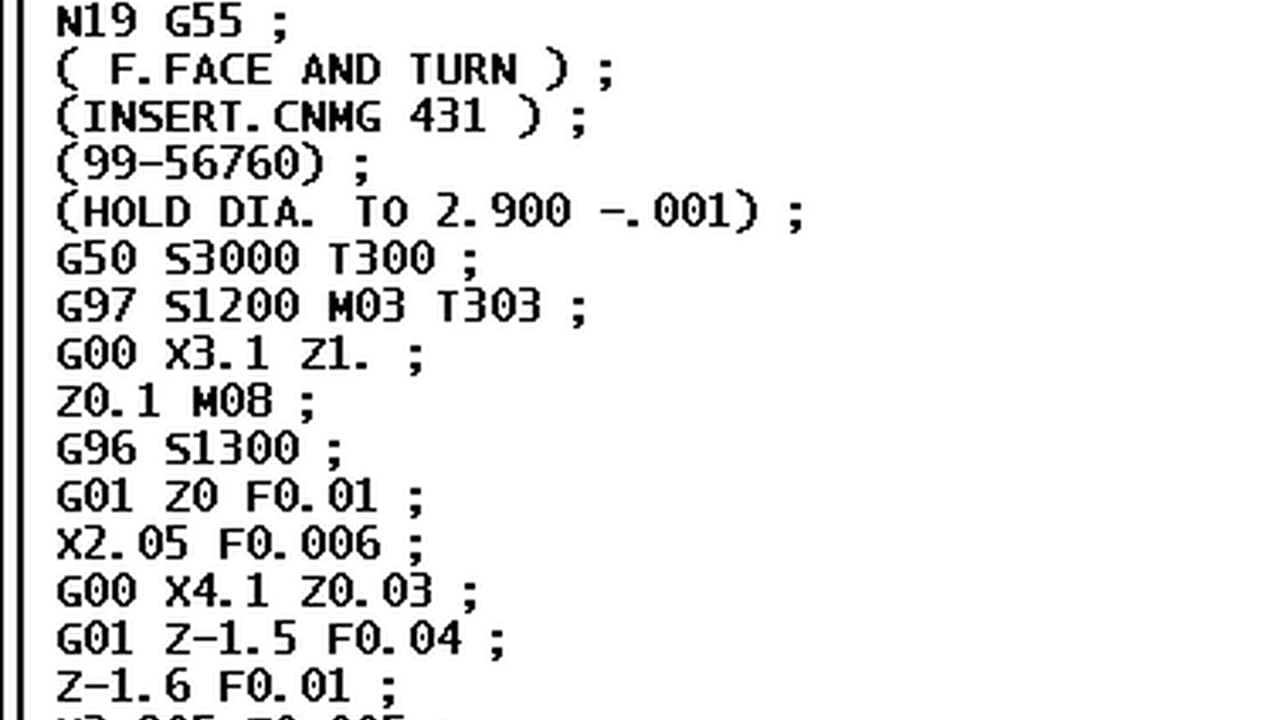 N19 G55 ;
( F.FACE AND TURN ) ;
(INSERT.CNMG 431 ) ;
(99-56760) ;
(HOLD DIA. TO 2.900 -.001) ;
G50 S3000 T300 ;
G97 S1200 M03 T303 ;
G00 X3.1 Z1. ;
Z0.1 M08 ;
G96 S1300 ;
G01 Z0 F0.01 ;
X2.05 F0.006 ;
G00 X4.1 Z0.03 ;
G01 Z-1.5 F0.04 ;
Z-1.6 F0.01 ;